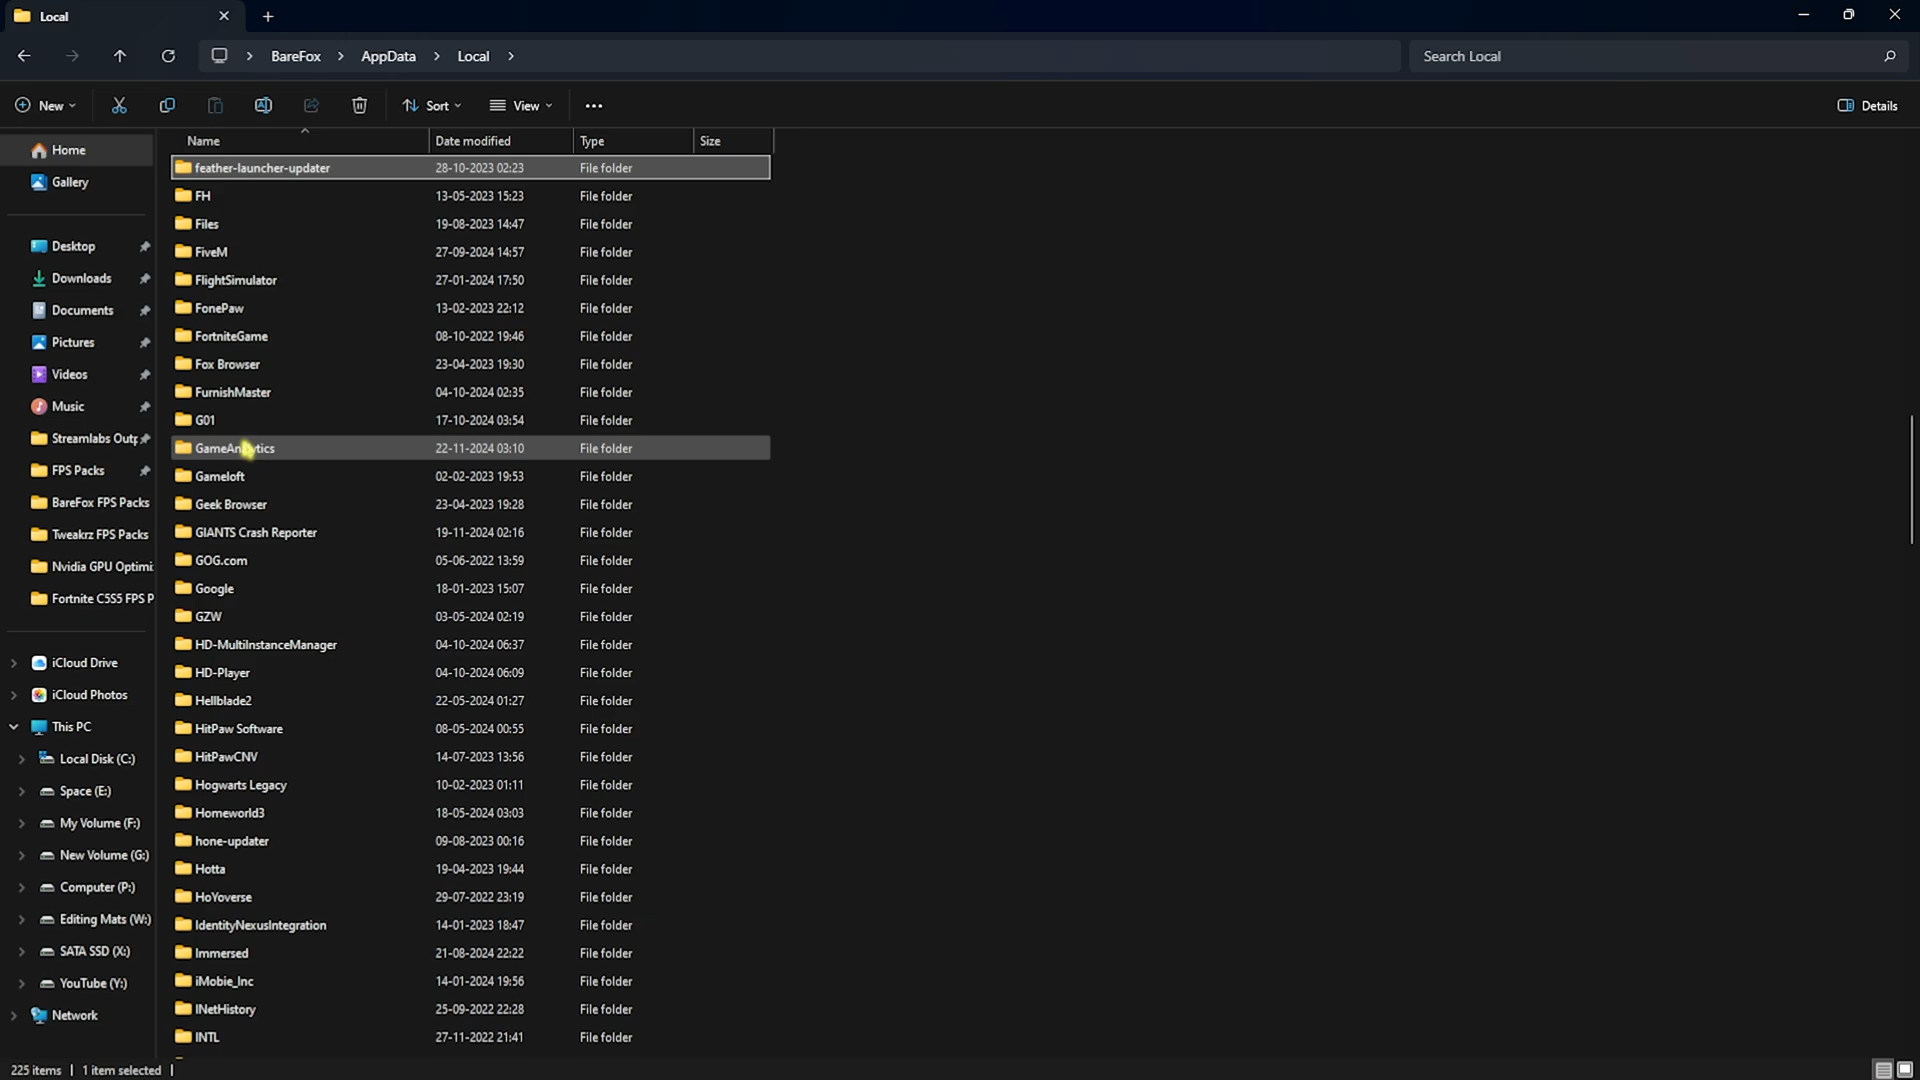 Local
BareFox > AppData > Local >
Search Local
New
Sort
View
Details
Name Date modified Type Size
Home
Gallery
Desktop
Downloads
Documents
Pictures
Videos
Music
Streamlabs Outp
FPS Packs
BareFox FPS Packs
Tweakrz FPS Packs
Nvidia GPU Optimi
Fortnite C5S5 FPS P
iCloud Drive
iCloud Photos
This PC
Local Disk (C:)
Space (E:)
My Volume (F:)
New Volume (G:)
Computer (P:)
Editing Mats (W:)
SATA SSD (X:)
YouTube (Y:)
Network
feather-launcher-updater 28-10-2023 02:23 File folder
FH 13-05-2023 15:23 File folder
Files 19-08-2023 14:47 File folder
FiveM 27-09-2024 14:57 File folder
FlightSimulator 27-01-2024 17:50 File folder
FonePaw 13-02-2023 22:12 File folder
FortniteGame 08-10-2022 19:46 File folder
Fox Browser 23-04-2023 19:30 File folder
FurnishMaster 04-10-2024 02:35 File folder
G01 17-10-2024 03:54 File folder
GameAnalytics 22-11-2024 03:10 File folder
Gameloft 02-02-2023 19:53 File folder
Geek Browser 23-04-2023 19:28 File folder
GIANTS Crash Reporter 19-11-2024 02:16 File folder
GOG.com 05-06-2022 13:59 File folder
Google 18-01-2023 15:07 File folder
GZW 03-05-2024 02:19 File folder
HD-MultiInstanceManager 04-10-2024 06:37 File folder
HD-Player 04-10-2024 06:09 File folder
Hellblade2 22-05-2024 01:27 File folder
HitPaw Software 08-05-2024 00:55 File folder
HitPawCNV 14-07-2023 13:56 File folder
Hogwarts Legacy 10-02-2023 01:11 File folder
Homeworld3 18-05-2024 03:03 File folder
hone-updater 09-08-2023 00:16 File folder
Hotta 19-04-2023 19:44 File folder
HoYoverse 29-07-2022 23:19 File folder
IdentityNexusIntegration 14-01-2023 18:47 File folder
Immersed 21-08-2024 22:22 File folder
iMobie_Inc 14-01-2024 19:56 File folder
INetHistory 25-09-2022 22:28 File folder
INTL 27-11-2022 21:41 File folder
225 items | 1 item selected |